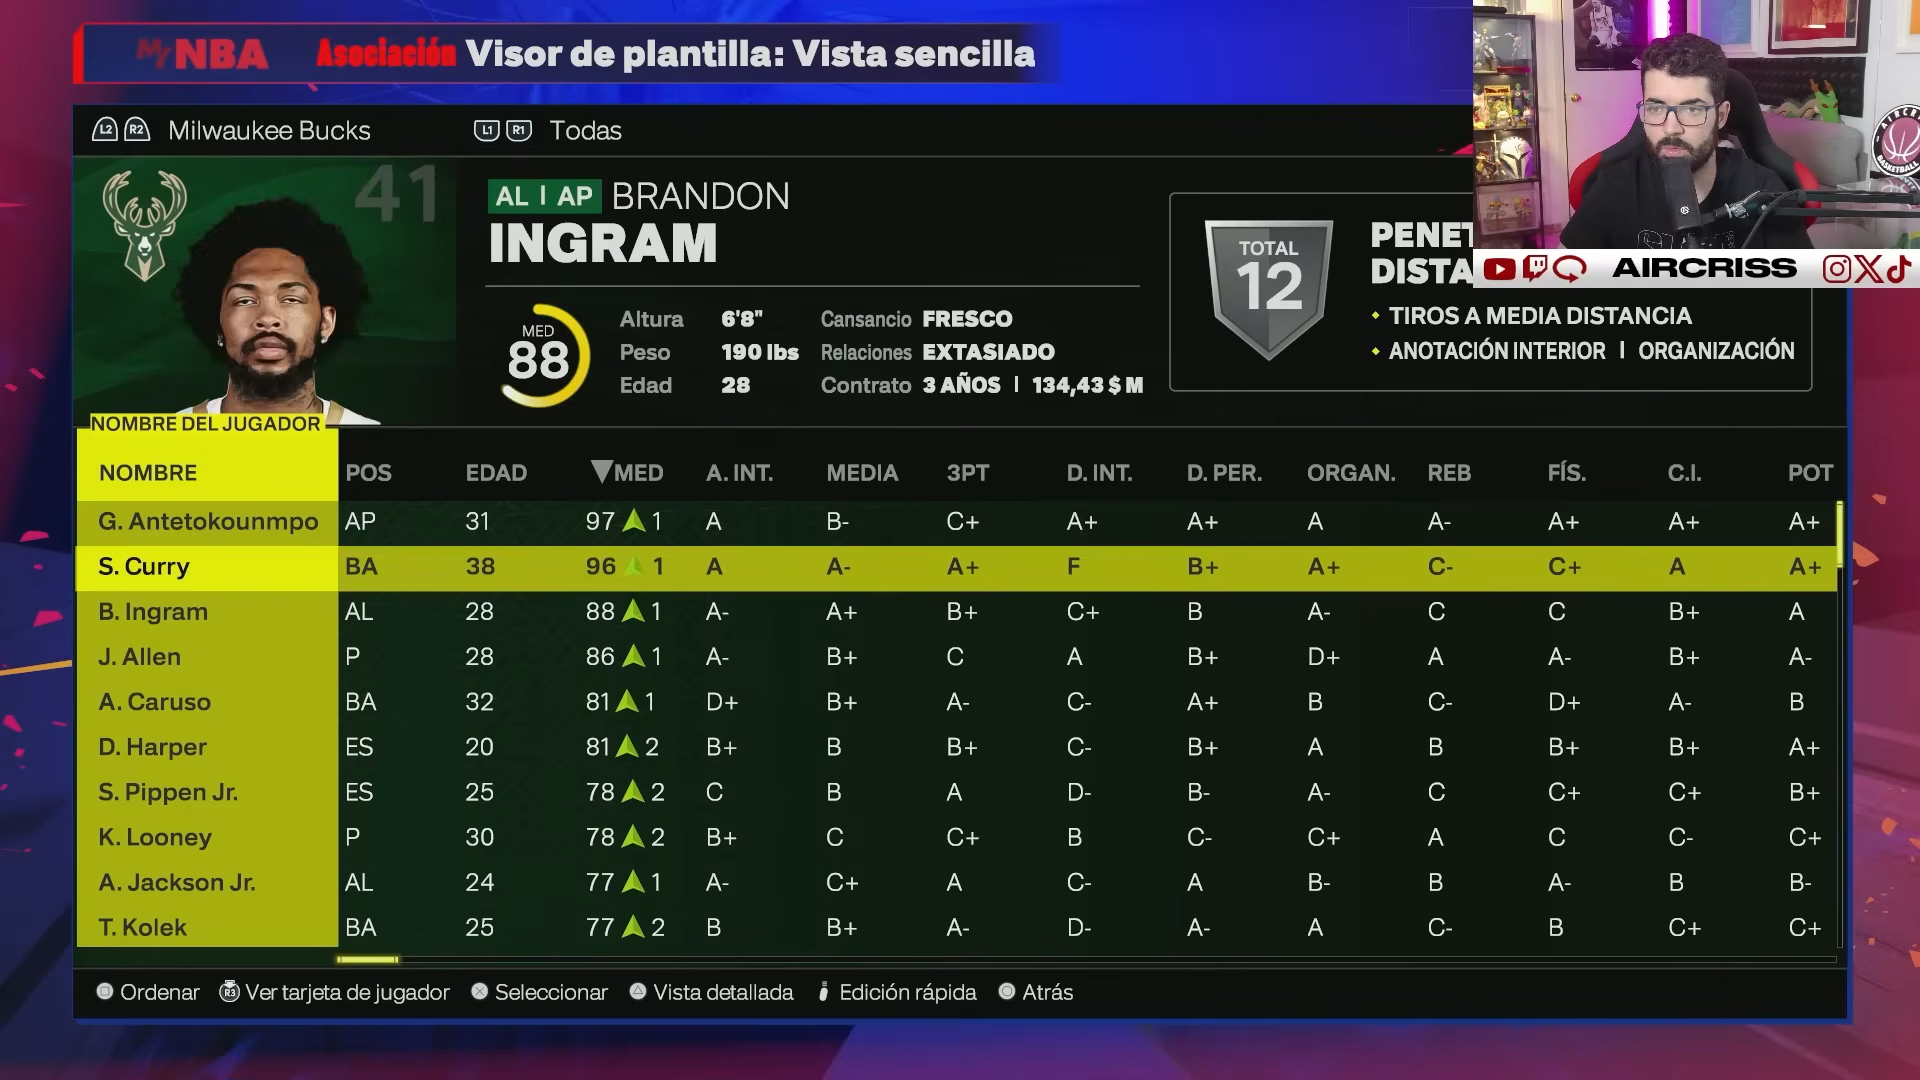 MyNBA Asociación Visor de plantilla: Vista sencilla
L2 R2 Milwaukee Bucks L1 R1 Todas
41
AL | AP BRANDON
INGRAM
MED
88
Altura 6'8" Cansancio FRESCO
Peso 190 lbs Relaciones EXTASIADO
Edad 28 Contrato 3 AÑOS | 134,43 $ M
TOTAL
12
PENET
DISTA
TIROS A MEDIA DISTANCIA
ANOTACIÓN INTERIOR | ORGANIZACIÓN
AIRCRISS
BASKETBALL
NOMBRE DEL JUGADOR
NOMBRE POS EDAD MED A. INT. MEDIA 3PT D. INT. D. PER. ORGAN. REB FÍS. C.I. POT
G. Antetokounmpo AP 31 97 1 A B- C+ A+ A+ A A- A+ A+ A+
S. Curry BA 38 96 1 A A- A+ F B+ A+ C- C+ A A+
B. Ingram AL 28 88 1 A- A+ B+ C+ B A- C C B+ A
J. Allen P 28 86 1 A- B+ C A B+ D+ A A- B+ A-
A. Caruso BA 32 81 1 D+ B+ A- C- A+ B C- D+ A- B
D. Harper ES 20 81 2 B+ B B+ C- B+ A B B+ B+ A+
S. Pippen Jr. ES 25 78 2 C B A D- B- A- C C+ C+ B+
K. Looney P 30 78 2 B+ C C+ B C- C+ A C C- C+
A. Jackson Jr. AL 24 77 1 A- C+ A C- A B- B A- B B-
T. Kolek BA 25 77 2 B B+ A- D- A- A C- B C+ C+
Ordenar R3 Ver tarjeta de jugador Seleccionar Vista detallada Edición rápida Atrás